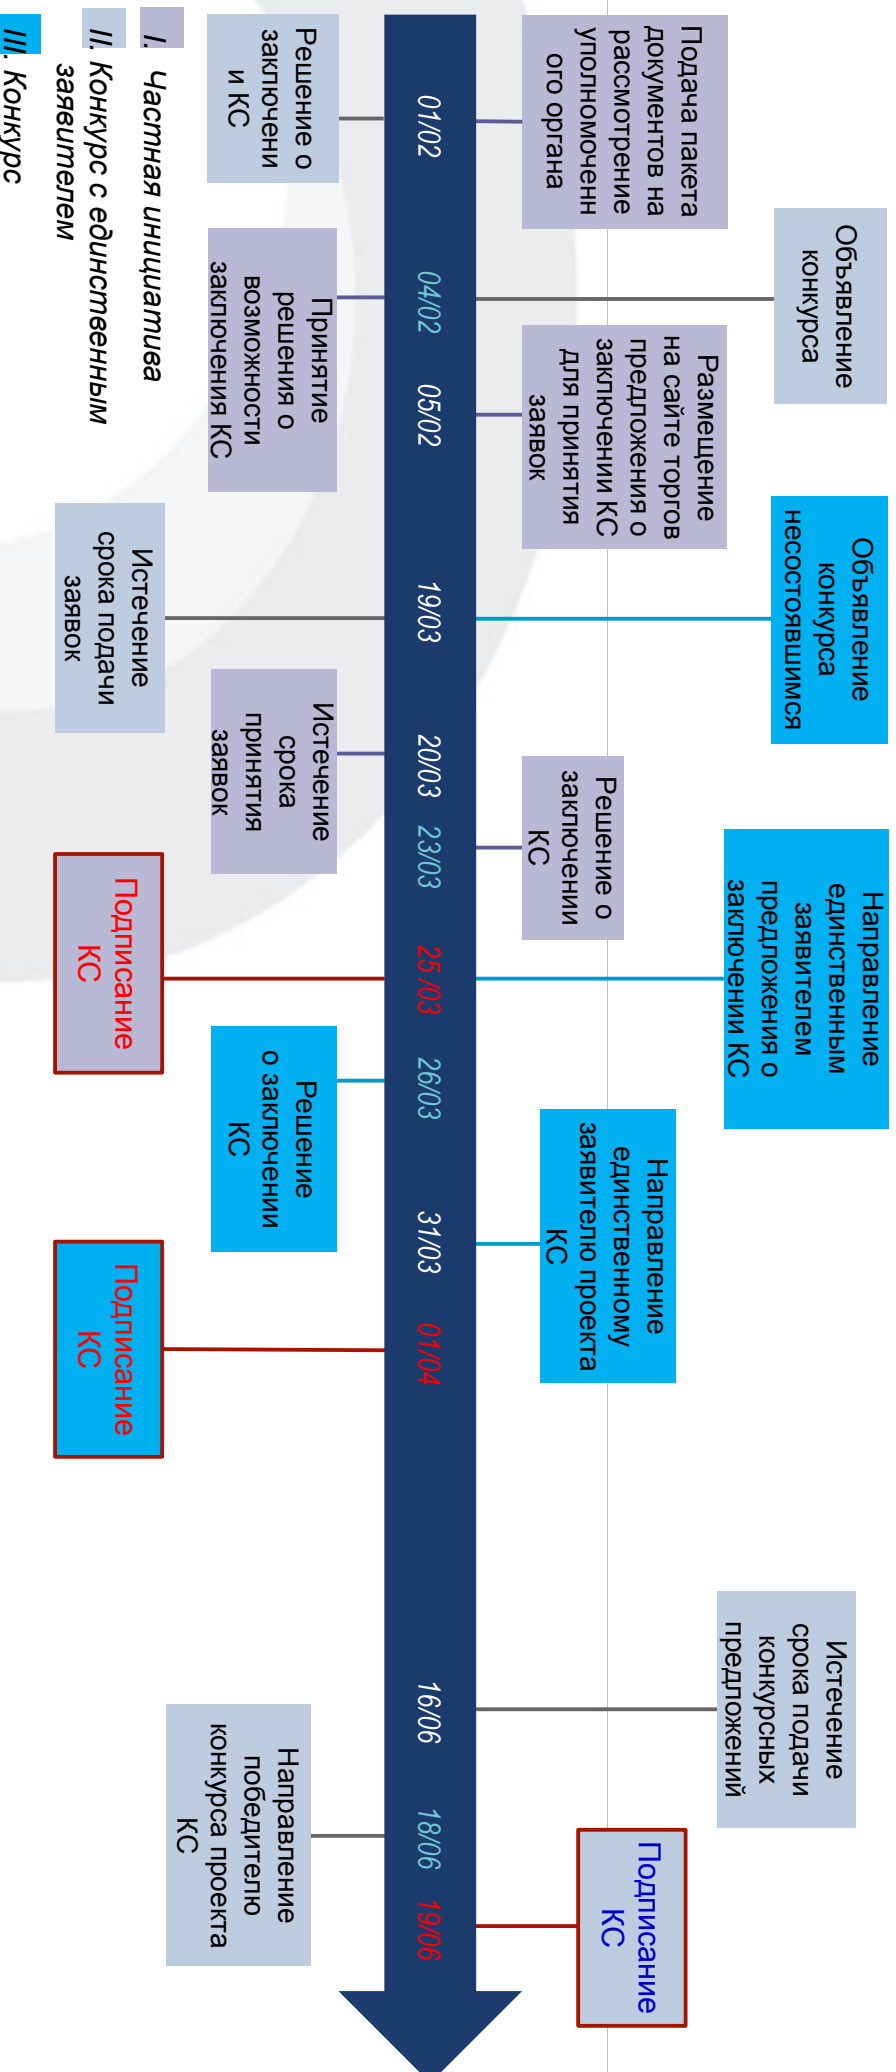 Подача пакета
документов на
рассмотрение
уполномоченн
ого органа
Объявление
конкурса
Размещение
на сайте торгов
предложения о
заключении КС
для принятия
заявок
Объявление
конкурса
несостоявшимся
Решение о
заключении
КС
Направление
единственным
заявителем
предложения о
заключении КС
Направление
единственному
заявителю проекта
КС
Истечение
срока подачи
конкурсных
предложений
Подписание
КС
01/02
04/02
05/02
19/03
20/03
23/03
25 /03
26/03
31/03
01/04
16/06
18/06
19/06
Решение о
заключени
и КС
Принятие
решения о
возможности
заключения КС
Истечение
срока подачи
заявок
Истечение
срока
принятия
заявок
Подписание
КС
Решение
о заключении
КС
Подписание
КС
Направление
победителю
конкурса проекта
КС
I. Частная инициатива
II. Конкурс с единственным
заявителем
III. Конкурс